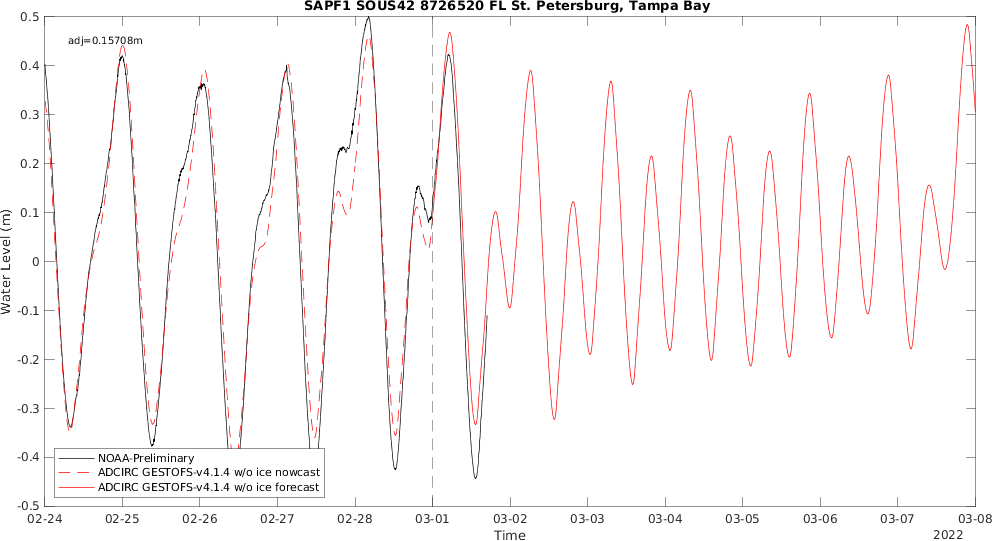 SAPF1 SOUS42 8726520 FL St. Petersburg, Tampa Bay
adj=0.15708m
Water Level (m)
0.5
0.4
0.3
0.2
0.1
0
-0.1
-0.2
-0.3
-0.4
-0.5
NOAA-Preliminary
ADCIRC GESTOFS-v4.1.4 w/o ice nowcast
ADCIRC GESTOFS-v4.1.4 w/o ice forecast
02-24 02-25 02-26 02-27 02-28 03-01 03-02 03-03 03-04 03-05 03-06 03-07 03-08
Time
2022